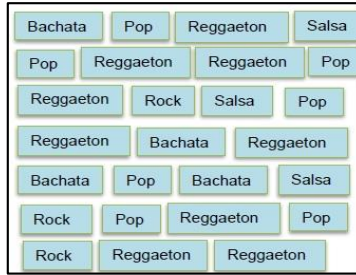 Bachata Pop Reggaeton Salsa
Pop Reggaeton Reggaeton Pop
Reggaeton Rock Salsa Pop
Reggaeton Bachata Reggaeton
Bachata Pop Bachata Salsa
Rock Pop Reggaeton Pop
Rock Reggaeton Reggaeton